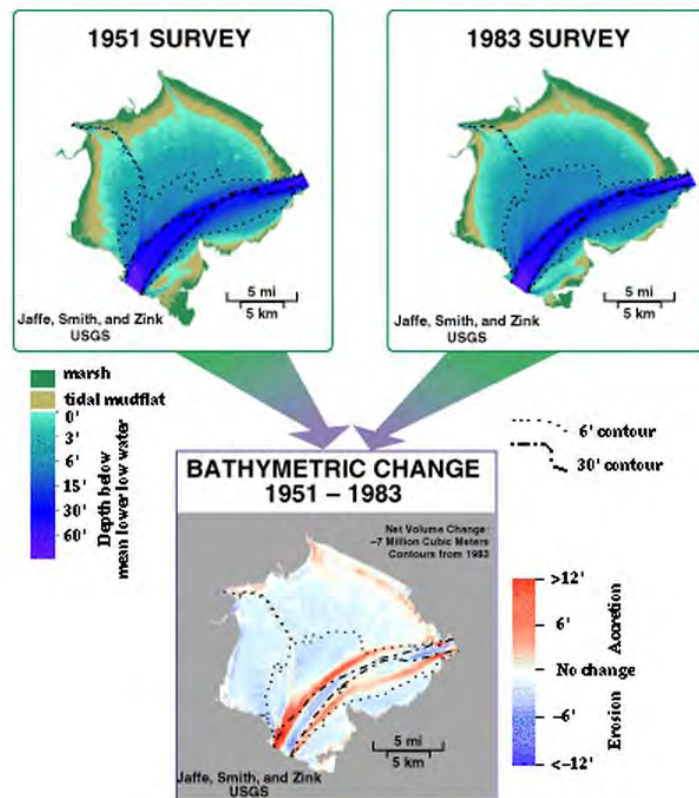 1951 SURVEY
5 mi
5 km
Jaffe, Smith, and Zink
USGS
1983 SURVEY
5 mi
5 km
Jaffe, Smith, and Zink
USGS
marsh
tidal mudflat
0'
3'
6'
15'
30'
60'
Depth below
mean lower low water
6' contour
30' contour
BATHYMETRIC CHANGE
1951 – 1983
Net Volume Change:
–7 Million Cubic Meters
Contours from 1983
5 mi
5 km
Jaffe, Smith, and Zink
USGS
>12'
6'
No change
–6'
<–12'
Accretion
Erosion